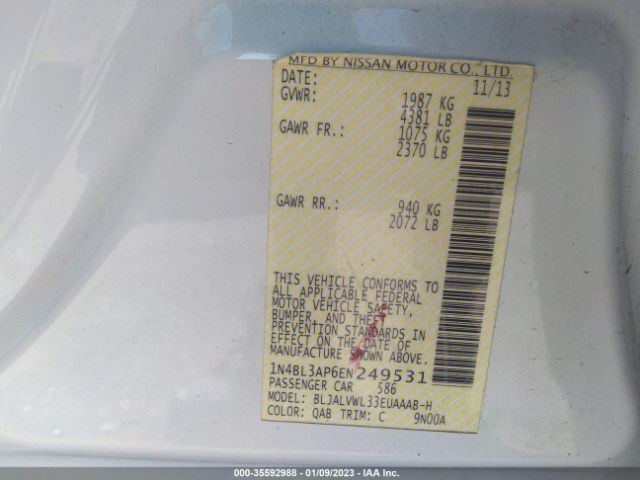 MFD BY NISSAN MOTOR CO., LTD.
DATE: 11/13
GVWR: 1987 KG
4381 LB
GAWR FR.: 1075 KG
2370 LB
GAWR RR.: 940 KG
2072 LB
THIS VEHICLE CONFORMS TO
ALL APPLICABLE FEDERAL
MOTOR VEHICLE SAFETY,
BUMPER, AND THEFT
PREVENTION STANDARDS IN
EFFECT ON THE DATE OF
MANUFACTURE SHOWN ABOVE.
1N4BL3AP6EN249531
PASSENGER CAR 586
MODEL: BLJALVWL33EUAAAB-H
COLOR: QAB TRIM: C 9N00A
000-35592988 - 01/09/2023 - IAA Inc.